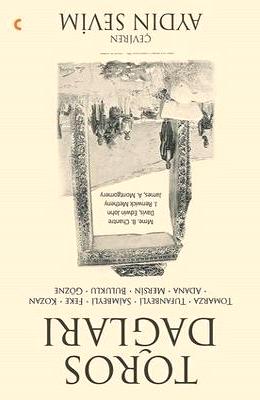 TOROS
DAĞLARI
TOMARZA · TUFANBEYLİ · SAİMBEYLİ · FEKE · KOZAN
· ADANA · MERSİN BULUKLU · GÖZNE
Mme. B. Chantre
Davis, Edwin John
J. Renwick Metheny
James, A. Montgomery
ÇEVİREN
AYDIN SEVİM